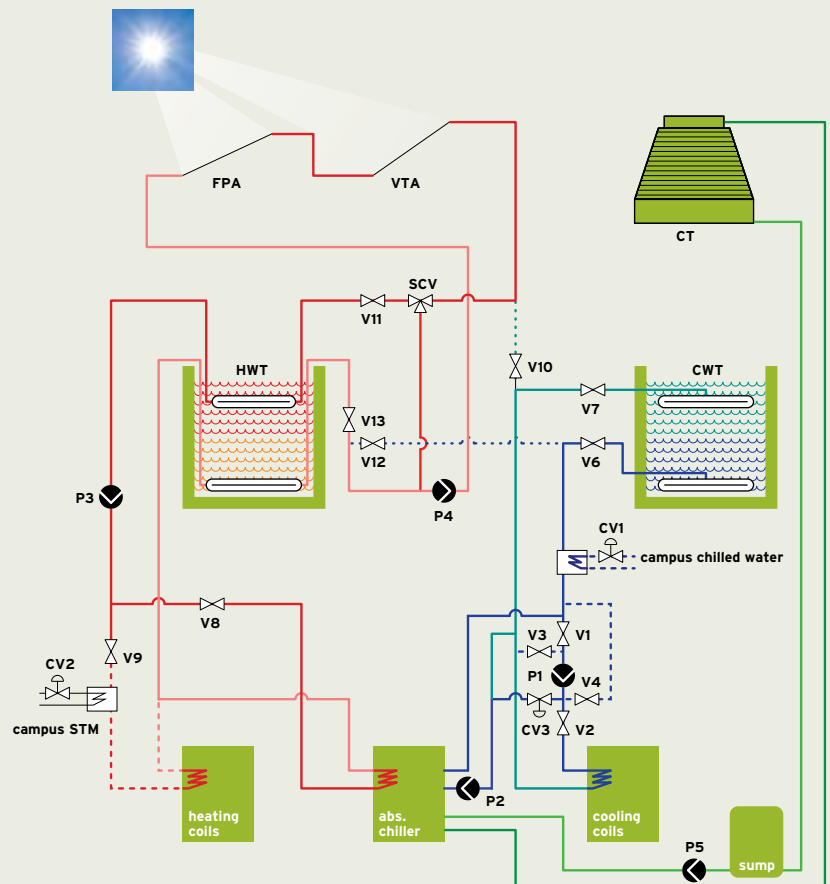 FPA
VTA
CT
SCV
V11
HWT
V10
CWT
V7
V13
V12
V6
P3
P4
CV1
campus chilled water
V8
V3
V1
V9
P1
V4
CV2
campus STM
CV3
V2
P2
heating
coils
abs.
chiller
cooling
coils
P5
sump